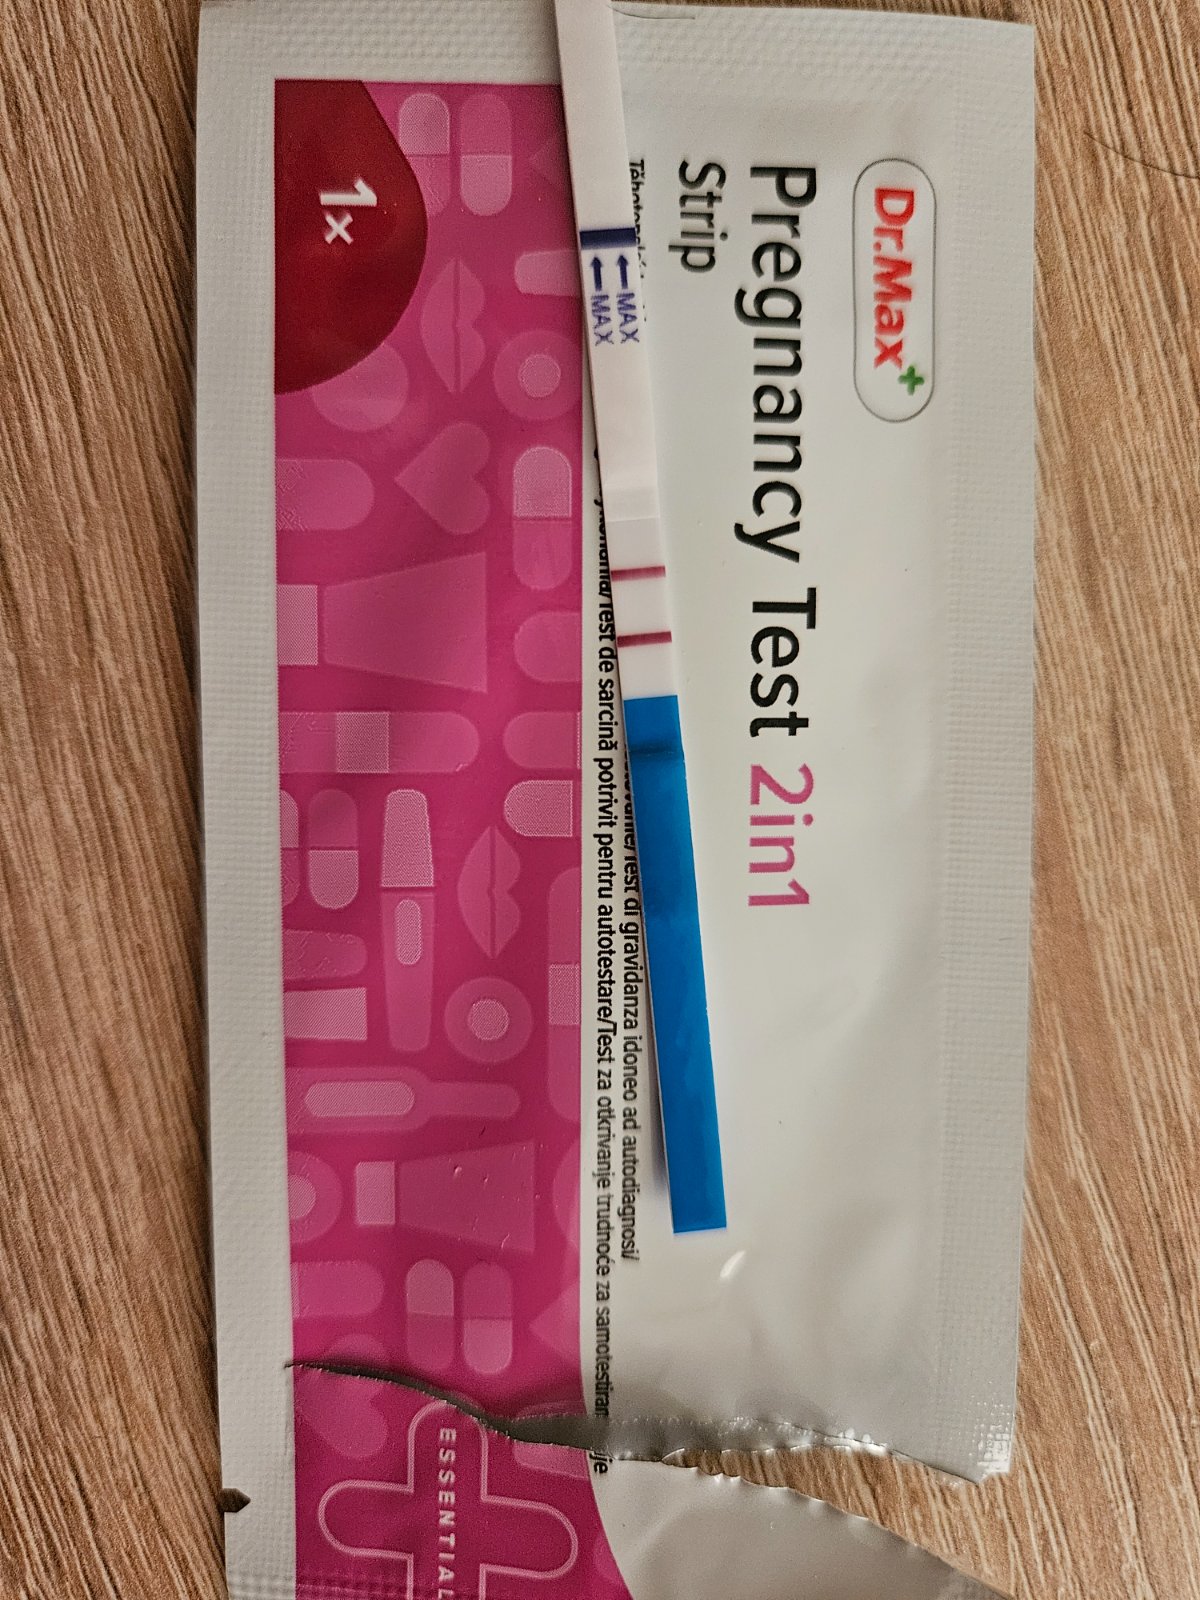 Dr.Max+
Pregnancy Test 2in1
Strip
Test di gravidanza idoneo ad autodiagnosi/
Test de sarcină potrivit pentru autotestare/Test za otkrivanje trudnoće za samotestiranje
MAX
MAX
1x
ESSENTIAL